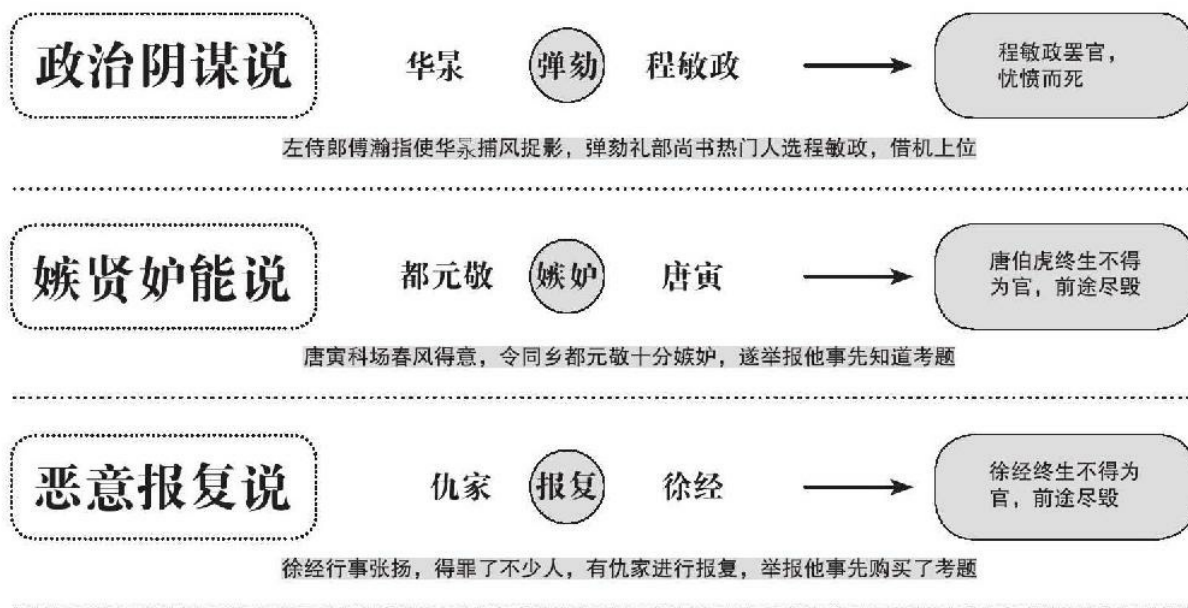 政治阴谋说
华杲 弹劾 程敏政
程敏政罢官，
忧愤而死
左侍郎傅瀚指使华杲捕风捉影，弹劾礼部尚书热门人选程敏政，借机上位
嫉贤妒能说
都元敬 嫉妒 唐寅
唐伯虎终生不得
为官，前途尽毁
唐寅科场春风得意，令同乡都元敬十分嫉妒，遂举报他事先知道考题
恶意报复说
仇家 报复 徐经
徐经终生不得为
官，前途尽毁
徐经行事张扬，得罪了不少人，有仇家进行报复，举报他事先购买了考题